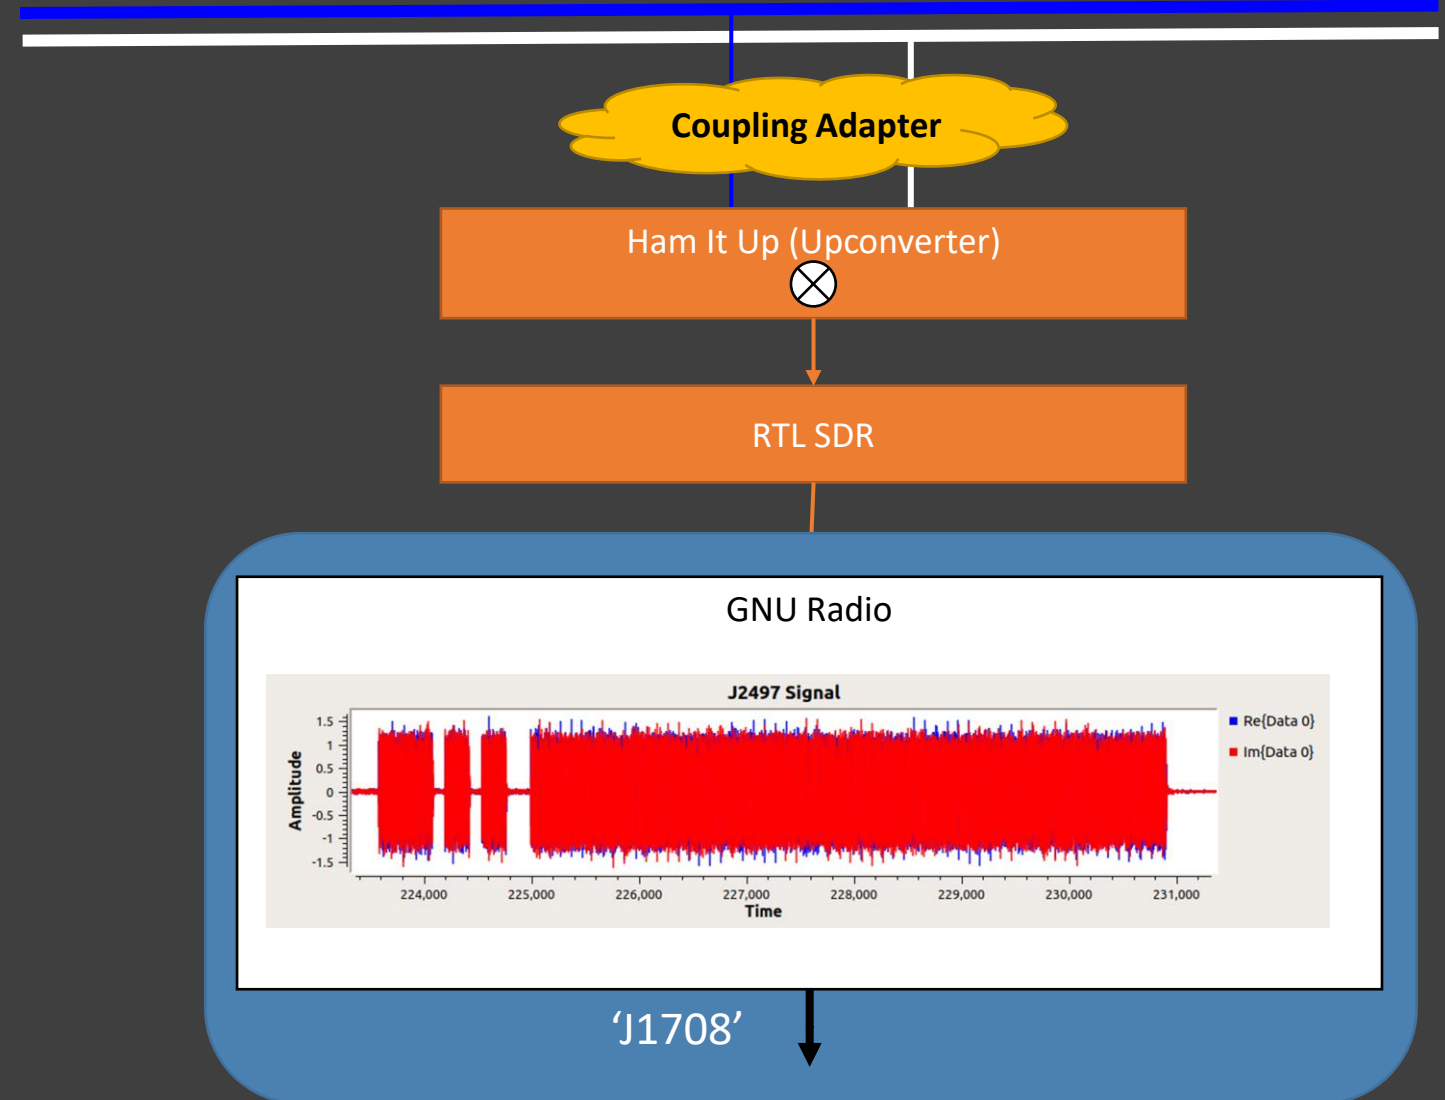 Coupling Adapter
Ham It Up (Upconverter)
RTL SDR
GNU Radio
J2497 Signal
Amplitude
1.5
1
0.5
0
-0.5
-1
-1.5
Re{Data 0}
Im{Data 0}
224,000 225,000 226,000 227,000 228,000 229,000 230,000 231,000
Time
‘J1708’